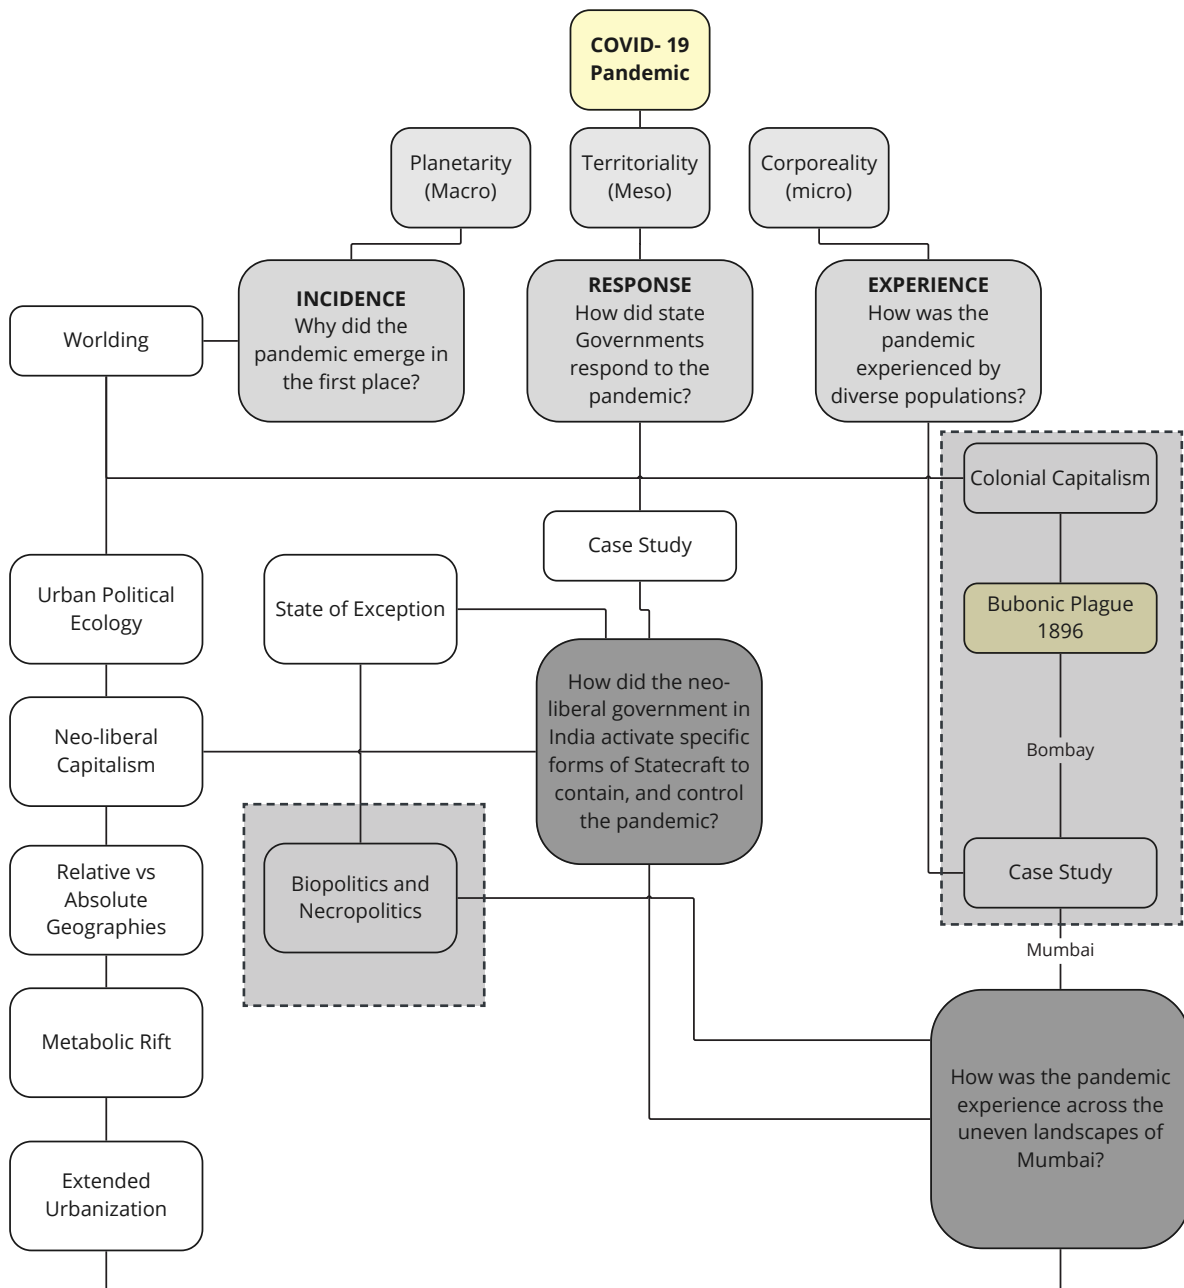 COVID- 19
Pandemic
Planetarity
(Macro)
Territoriality
(Meso)
Corporeality
(micro)
INCIDENCE
Why did the
pandemic emerge in
the first place?
RESPONSE
How did state
Governments
respond to the
pandemic?
EXPERIENCE
How was the
pandemic
experienced by
diverse populations?
Worlding
Colonial Capitalism
Case Study
Urban Political
Ecology
State of Exception
Bubonic Plague
1896
How did the neo-
liberal government in
India activate specific
forms of Statecraft to
contain, and control
the pandemic?
Neo-liberal
Capitalism
Bombay
Relative vs
Absolute
Geographies
Biopolitics and
Necropolitics
Case Study
Mumbai
Metabolic Rift
How was the pandemic
experience across the
uneven landscapes of
Mumbai?
Extended
Urbanization